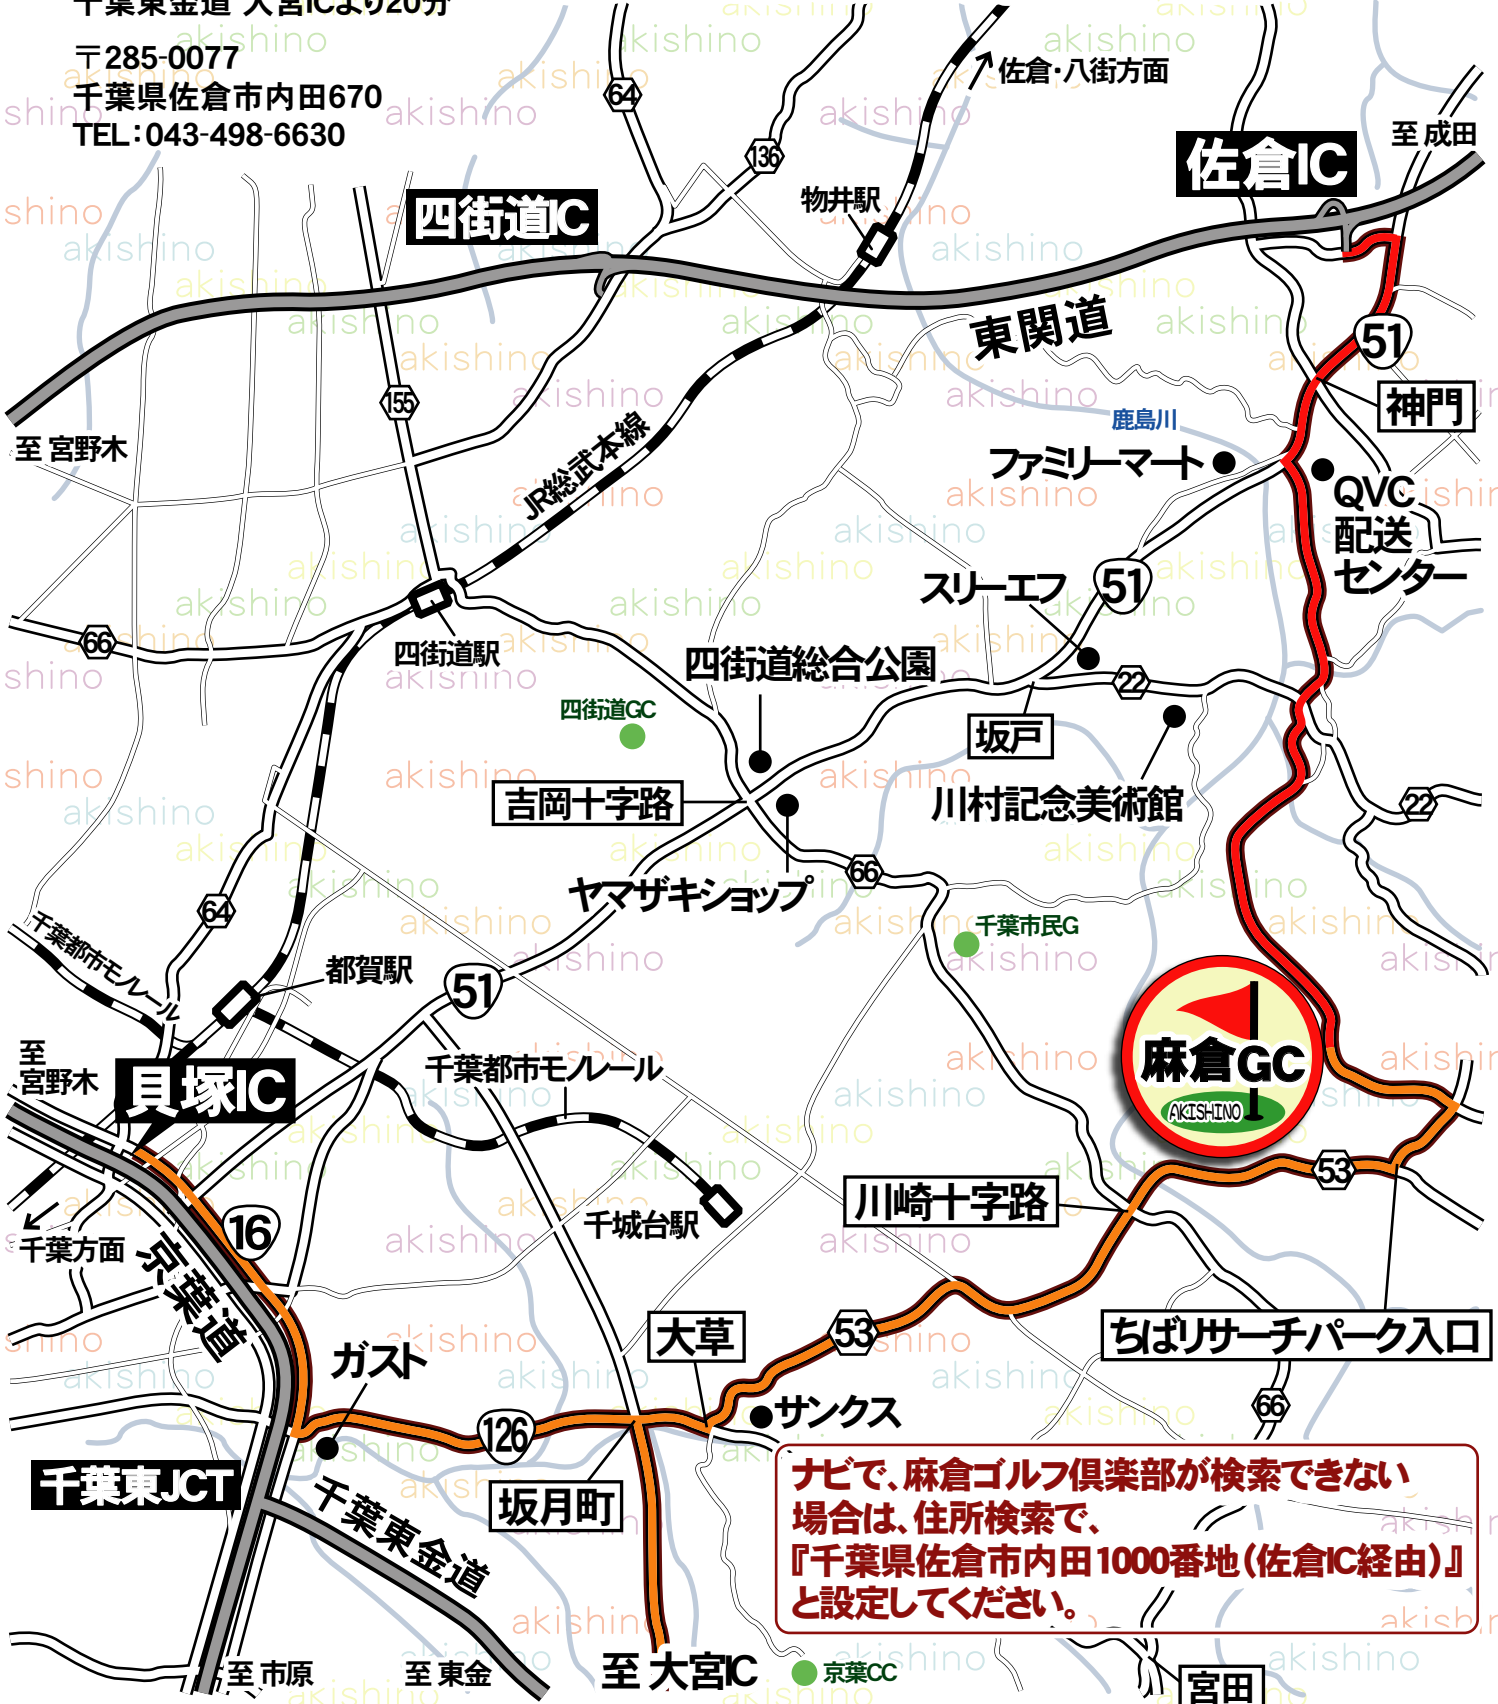 千葉東金道 大宮ICより20分
〒285-0077
千葉県佐倉市内田670
TEL：043-498-6630
佐倉・八街方面
64
136
至 成田
佐倉IC
物井駅
四街道IC
東関道
51
神門
155
鹿島川
至 宮野木
JR総武本線
ファミリーマート
QVC
配送
センター
スリーエフ
51
66
四街道駅
四街道総合公園
22
四街道GC
坂戸
吉岡十字路
川村記念美術館
22
ヤマザキショップ
66
64
千葉都市モノレール
千葉市民G
都賀駅
51
至
宮野木
貝塚IC
千葉都市モノレール
麻倉GC
AKISHINO
53
川崎十字路
千城台駅
16
千葉方面
京葉道
大草
53
ちばリサーチパーク入口
ガスト
サンクス
66
126
千葉東JCT
坂月町
千葉東金道
ナビで、麻倉ゴルフ倶楽部が検索できない
場合は、住所検索で、
『千葉県佐倉市内田1000番地（佐倉IC経由）』
と設定してください。
至 市原
至 東金
至 大宮IC
京葉CC
宮田
akishino